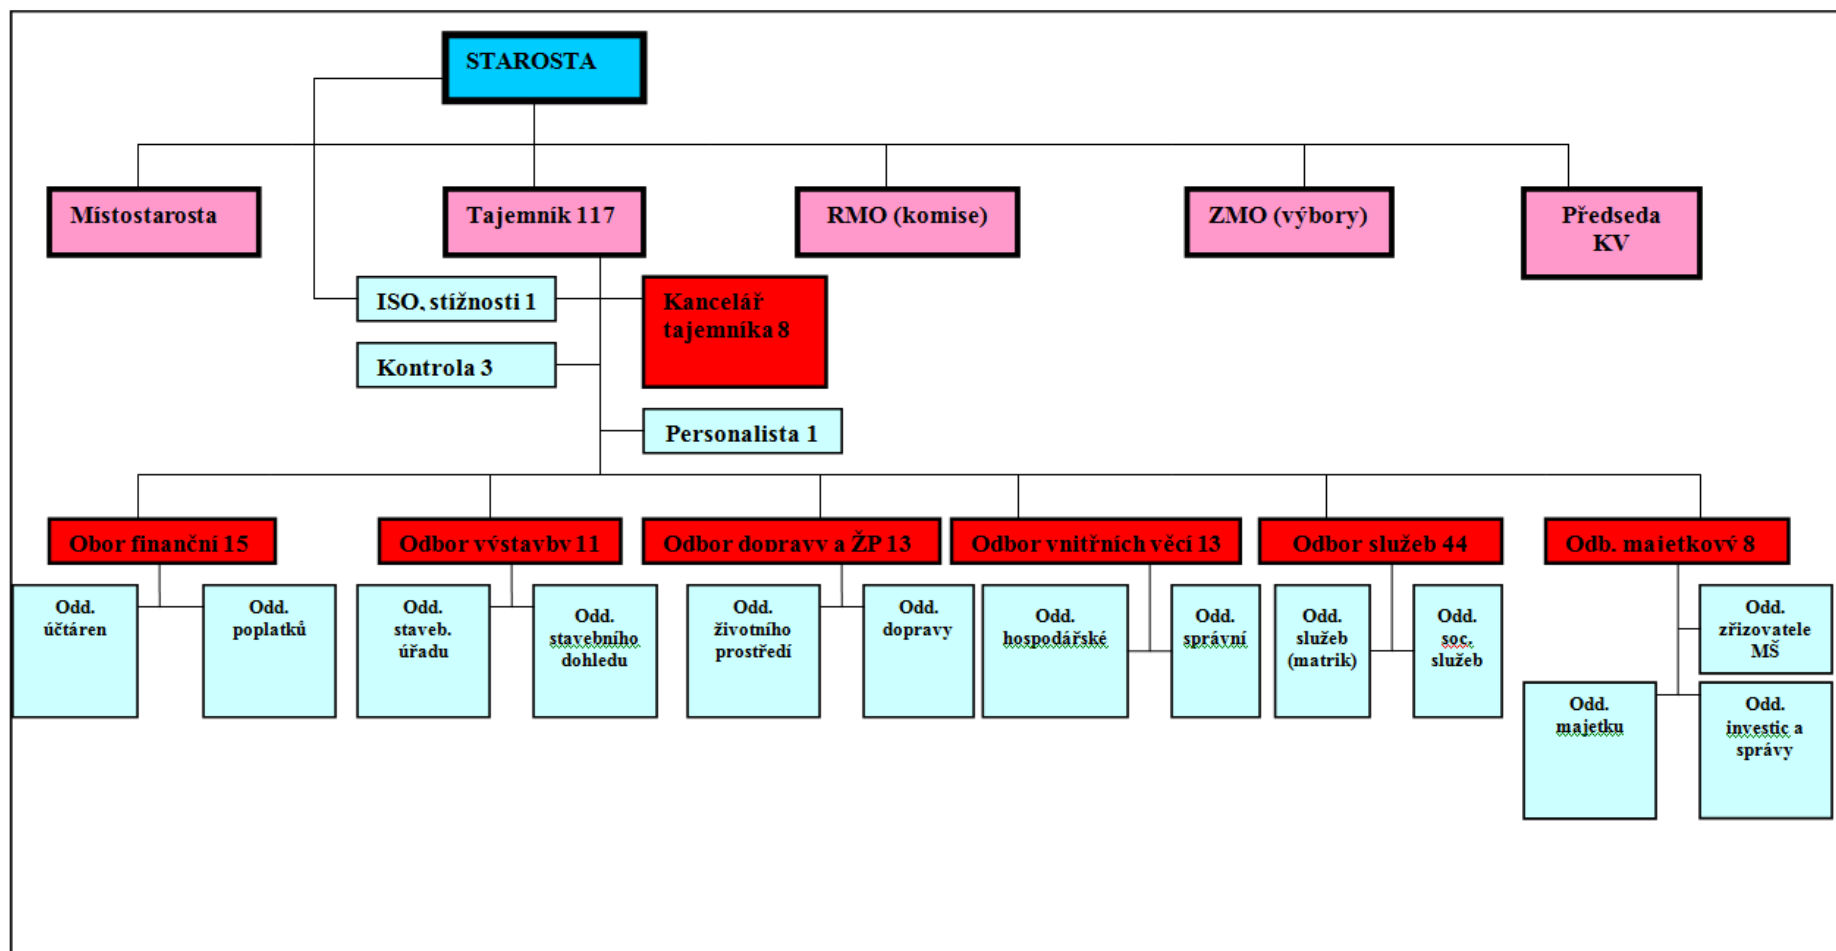 STAROSTA
Místostarosta
Tajemník 117
RMO (komise)
ZMO (výbory)
Předseda
KV
ISO, stížnosti 1
Kancelář
tajemníka 8
Kontrola 3
Personalista 1
Obor finanční 15
Odbor výstavby 11
Odbor dopravy a ŽP 13
Odbor vnitřních věcí 13
Odbor služeb 44
Odb. majetkový 8
Odd.
účtáren
Odd.
poplatků
Odd.
staveb.
úřadu
Odd.
stavebního
dohledu
Odd.
životního
prostředí
Odd.
dopravy
Odd.
hospodářské
Odd.
správní
Odd.
služeb
(matrik)
Odd.
soc.
služeb
Odd.
zřizovatele
MŠ
Odd.
majetku
Odd.
investic a
správy